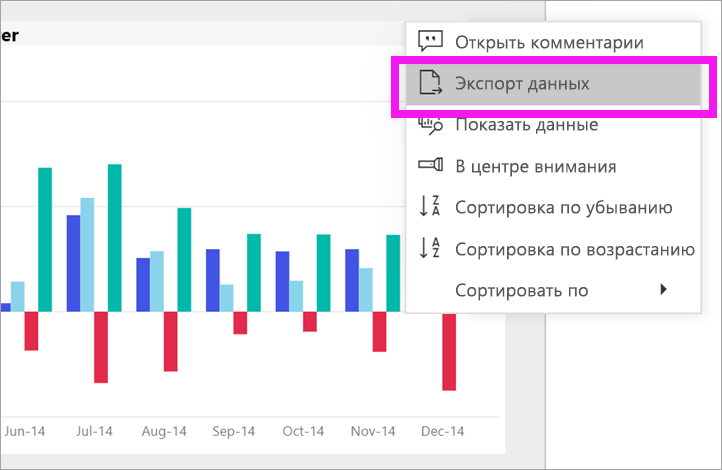 er
Открыть комментарии
Экспорт данных
Показать данные
В центре внимания
Сортировка по убыванию
Сортировка по возрастанию
Сортировать по
Jun-14 Jul-14 Aug-14 Sep-14 Oct-14 Nov-14 Dec-14